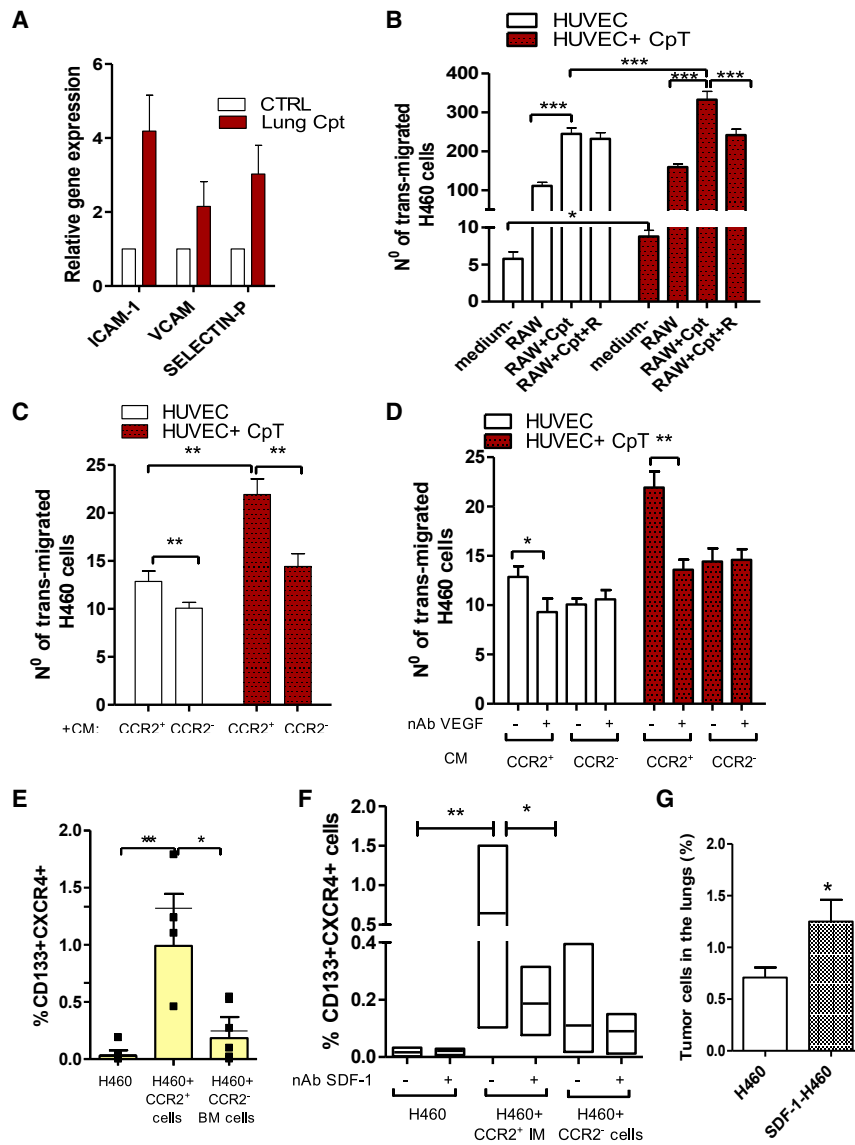 A
Relative gene expression
6
4
2
0
CTRL
Lung Cpt
ICAM-1
VCAM
SELECTIN-P
B
HUVEC
HUVEC+ CpT
N⁰ of trans-migrated
H460 cells
400
300
200
100
10
5
0
***
***
***
***
*
medium-
RAW
RAW+Cpt
RAW+Cpt+R
medium-
RAW
RAW+Cpt
RAW+Cpt+R
C
HUVEC
HUVEC+ CpT
N⁰ of trans-migrated
H460 cells
25
20
15
10
5
0
**
**
**
+CM: CCR2⁺ CCR2⁻ CCR2⁺ CCR2⁻
D
HUVEC
HUVEC+ CpT
N⁰ of trans-migrated
H460 cells
25
20
15
10
5
0
*
**
nAb VEGF - + - + - + - +
CM CCR2⁺ CCR2⁻ CCR2⁺ CCR2⁻
E
%CD133+CXCR4+
2.0
1.5
1.0
0.5
0.0
** *
H460 H460+ H460+
CCR2⁺ CCR2⁻
cells BM cells
F
% CD133+CXCR4+ cells
2.0
1.5
1.0
0.5
0.4
0.2
0.0
** *
nAb SDF-1 - + - + - +
H460 H460+ H460+
CCR2⁺ IM CCR2⁻ cells
G
Tumor cells in the lungs (%)
2.0
1.5
1.0
0.5
0.0
*
H460
SDF-1-H460